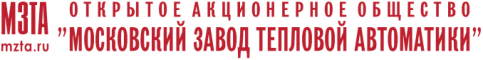 МЗТА
mzta.ru
ОТКРЫТОЕ АКЦИОНЕРНОЕ ОБЩЕСТВО
"МОСКОВСКИЙ ЗАВОД ТЕПЛОВОЙ АВТОМАТИКИ"